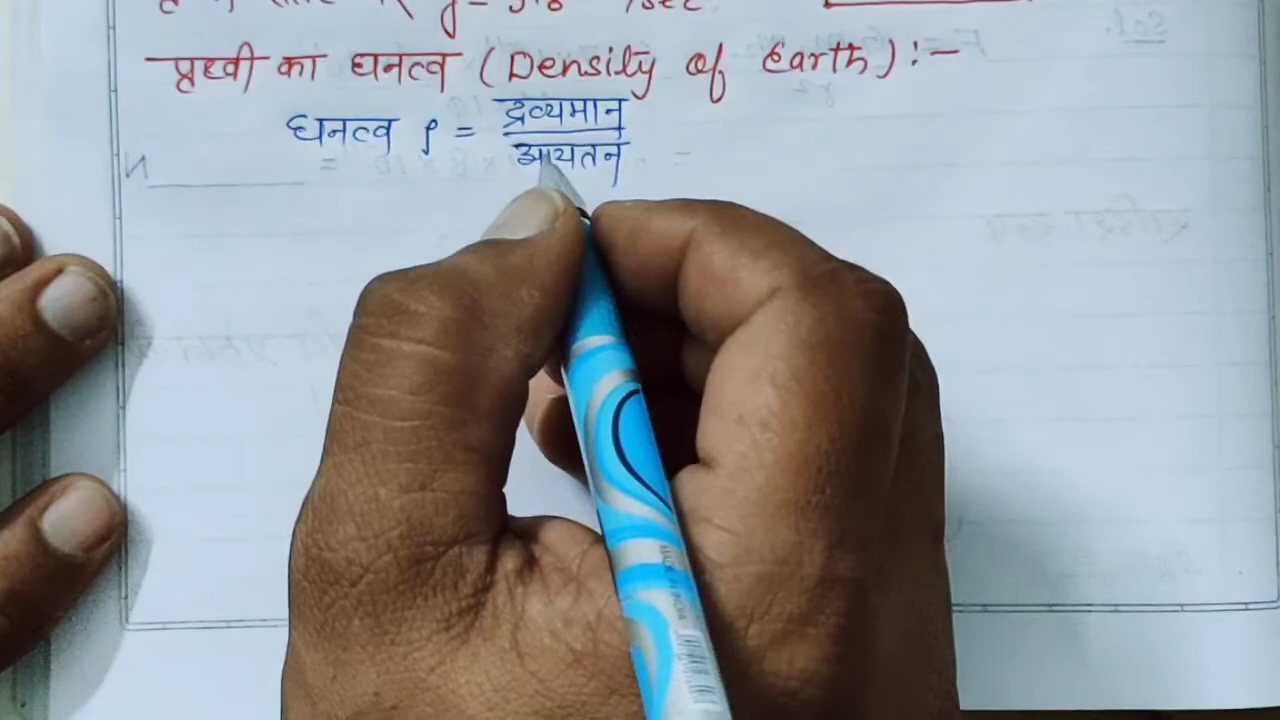 पृथ्वी का घनत्व (Density of Earth) :-
घनत्व ρ = द्रव्यमान
आयतन